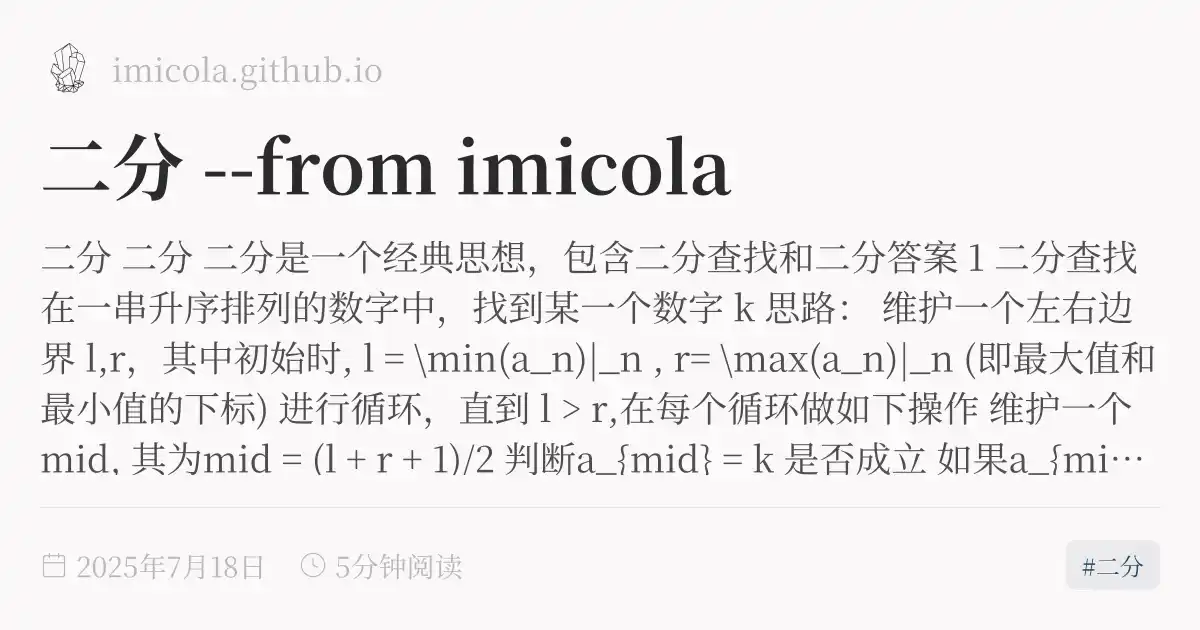 imicola.github.io
二分 --from imicola
二分 二分 二分是一个经典思想，包含二分查找和二分答案 1 二分查找
在一串升序排列的数字中，找到某一个数字 k 思路： 维护一个左右边
界 l,r，其中初始时, l = \min(a_n)|_n , r= \max(a_n)|_n (即最大值和
最小值的下标) 进行循环，直到 l > r,在每个循环做如下操作 维护一个
mid, 其为mid = (l + r + 1)/2 判断a_{mid} = k 是否成立 如果a_{mi…
2025年7月18日 5分钟阅读 #二分